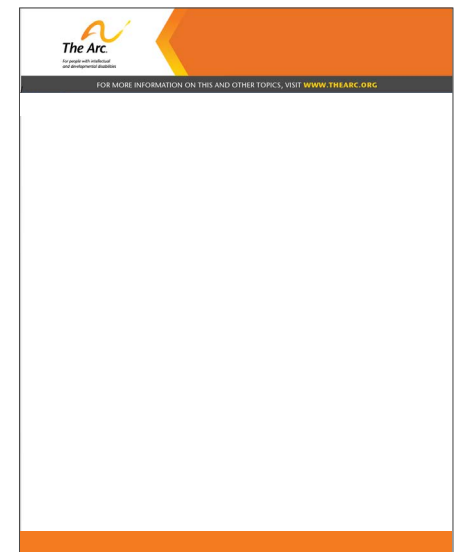 The Arc.
For people with intellectual
and developmental disabilities
FOR MORE INFORMATION ON THIS AND OTHER TOPICS, VISIT WWW.THEARC.ORG